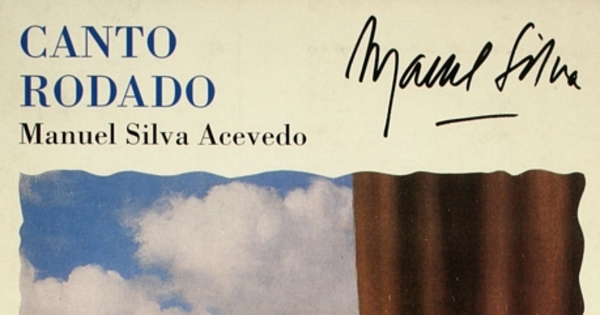 CANTO
RODADO
Manuel Silva Acevedo
Manuel Silva